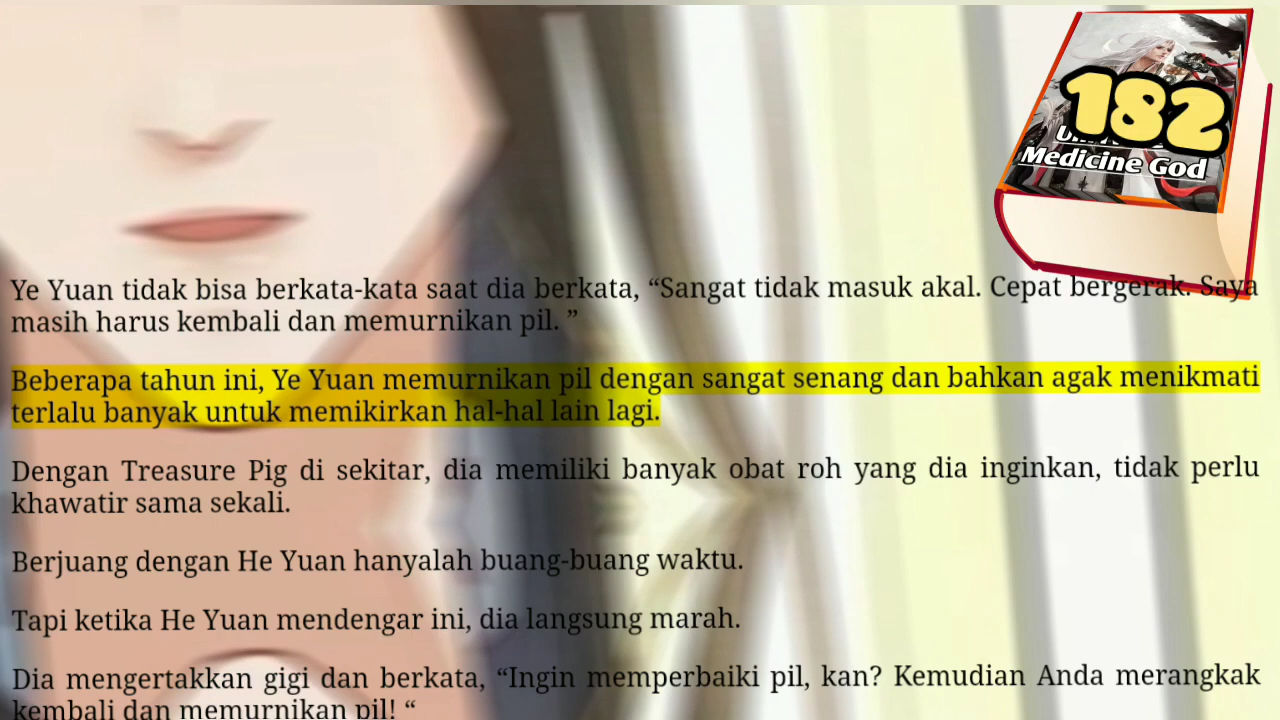 182
Medicine God
Ye Yuan tidak bisa berkata-kata saat dia berkata, “Sangat tidak masuk akal. Cepat bergerak. Saya
masih harus kembali dan memurnikan pil. ”
Beberapa tahun ini, Ye Yuan memurnikan pil dengan sangat senang dan bahkan agak menikmati
terlalu banyak untuk memikirkan hal-hal lain lagi.
Dengan Treasure Pig di sekitar, dia memiliki banyak obat roh yang dia inginkan, tidak perlu
khawatir sama sekali.
Berjuang dengan He Yuan hanyalah buang-buang waktu.
Tapi ketika He Yuan mendengar ini, dia langsung marah.
Dia mengertakkan gigi dan berkata, “Ingin memperbaiki pil, kan? Kemudian Anda merangkak
kembali dan memurnikan pil! “